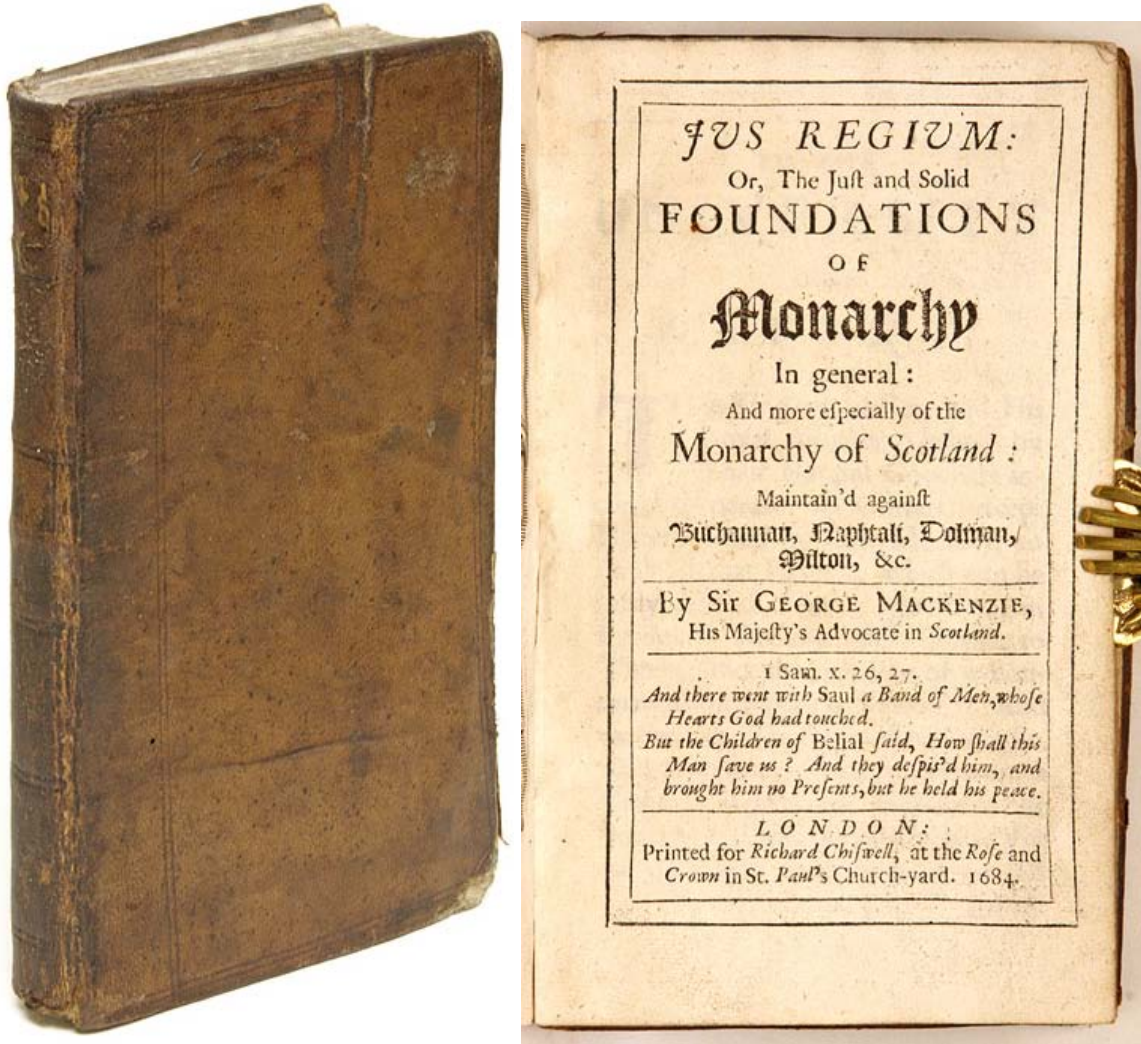 JUS REGIUM:
Or, The Juſt and Solid
FOUNDATIONS
OF
Monarchy
In general:
And more eſpecially of the
Monarchy of Scotland:
Maintain'd againſt
Buchannan, Naphtali, Dolman,
Milton, &c.
By Sir GEORGE MACKENZIE,
His Majeſty's Advocate in Scotland.
1 Sam. x. 26, 27.
And there went with Saul a Band of Men, whoſe
Hearts God had touched.
But the Children of Belial ſaid, How ſhall this
Man ſave us? And they deſpis'd him, and
brought him no Preſents, but he held his peace.
LONDON:
Printed for Richard Chiſwell, at the Roſe and
Crown in St. Paul's Church-yard. 1684.